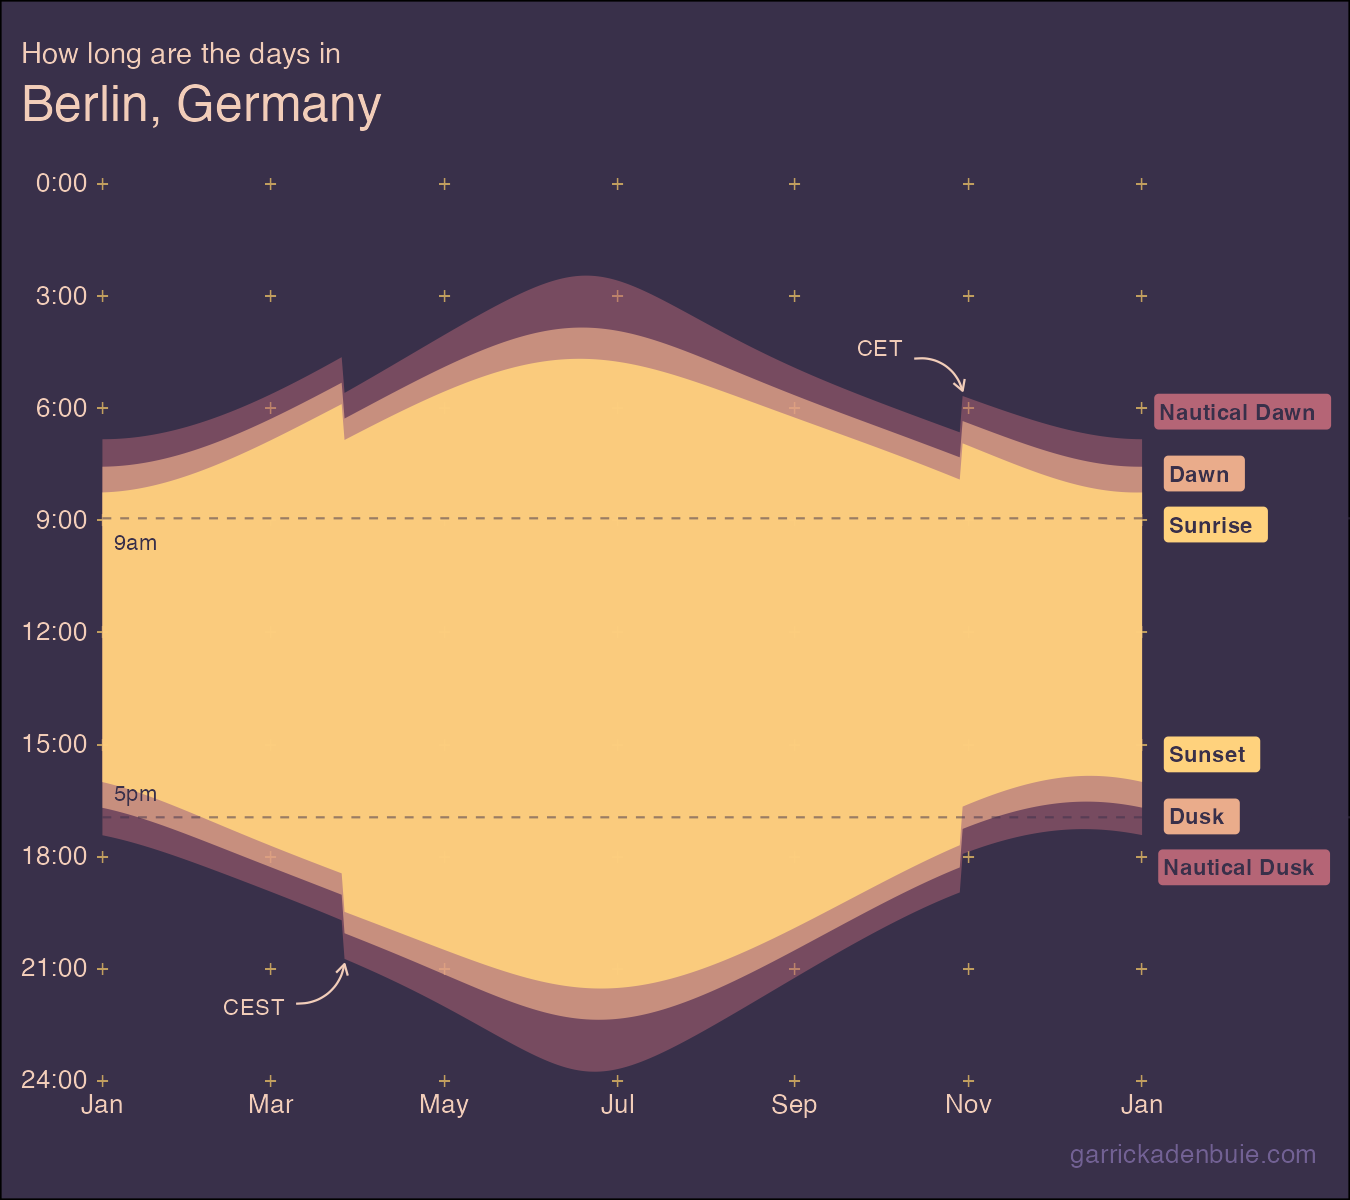 How long are the days in
Berlin, Germany
0:00
3:00
CET
6:00
Nautical Dawn
Dawn
9:00
Sunrise
9am
12:00
15:00
Sunset
5pm
Dusk
18:00
Nautical Dusk
21:00
CEST
24:00
Jan Mar May Jul Sep Nov Jan
garrickadenbuie.com